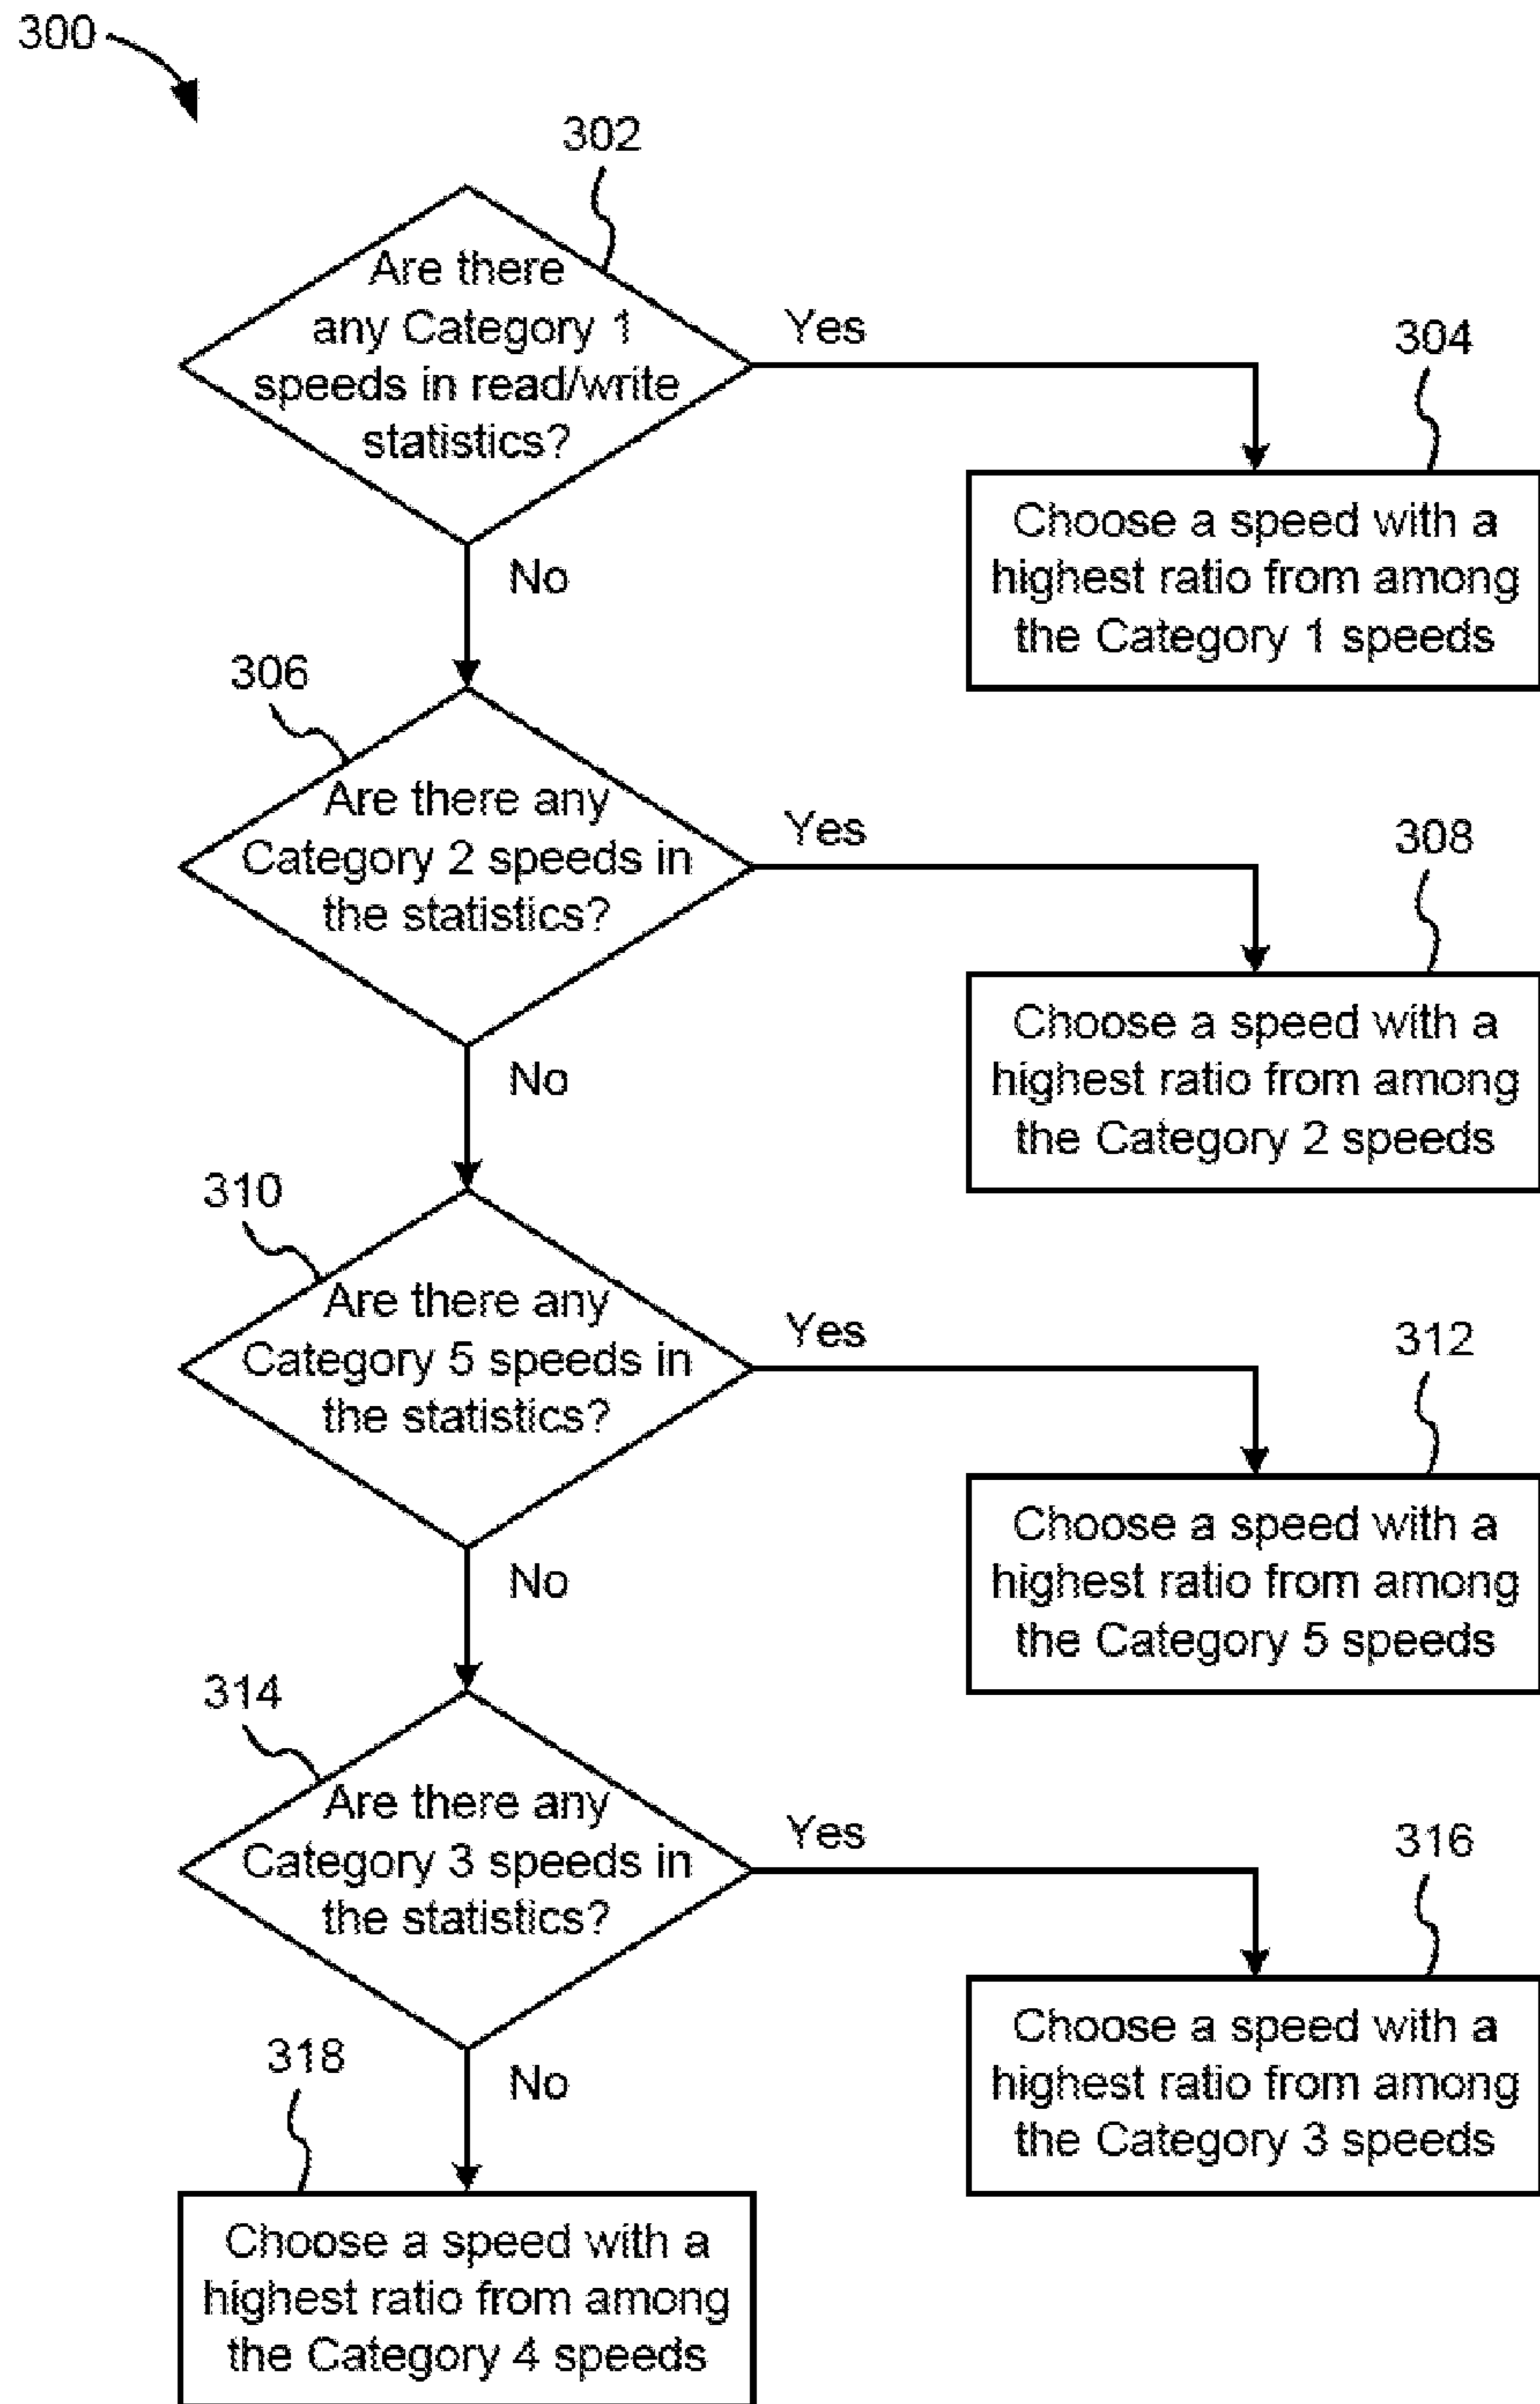 300
302
Are there
any Category 1
speeds in read/write
statistics?
Yes
304
Choose a speed with a
highest ratio from among
the Category 1 speeds
No
306
Are there any
Category 2 speeds in
the statistics?
Yes
308
Choose a speed with a
highest ratio from among
the Category 2 speeds
No
310
Are there any
Category 5 speeds in
the statistics?
Yes
312
Choose a speed with a
highest ratio from among
the Category 5 speeds
No
314
Are there any
Category 3 speeds in
the statistics?
Yes
316
Choose a speed with a
highest ratio from among
the Category 3 speeds
No
318
Choose a speed with a
highest ratio from among
the Category 4 speeds